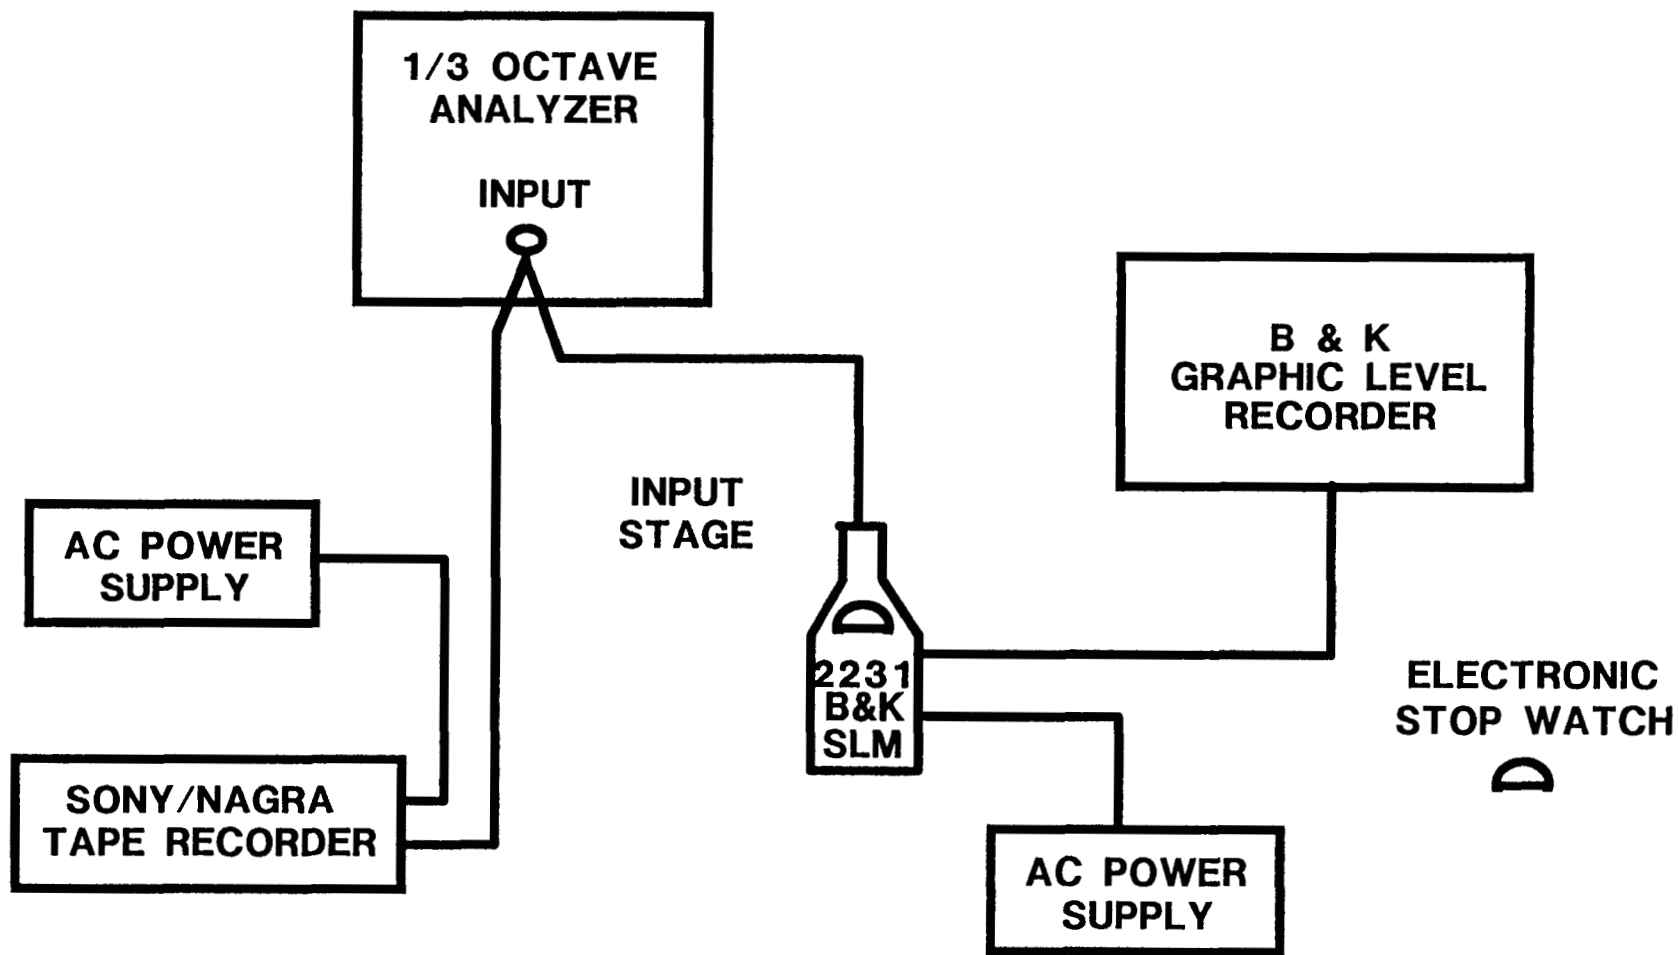 1/3 OCTAVE
ANALYZER
INPUT
B & K
GRAPHIC LEVEL
RECORDER
INPUT
STAGE
AC POWER
SUPPLY
2231
B&K
SLM
ELECTRONIC
STOP WATCH
SONY/NAGRA
TAPE RECORDER
AC POWER
SUPPLY